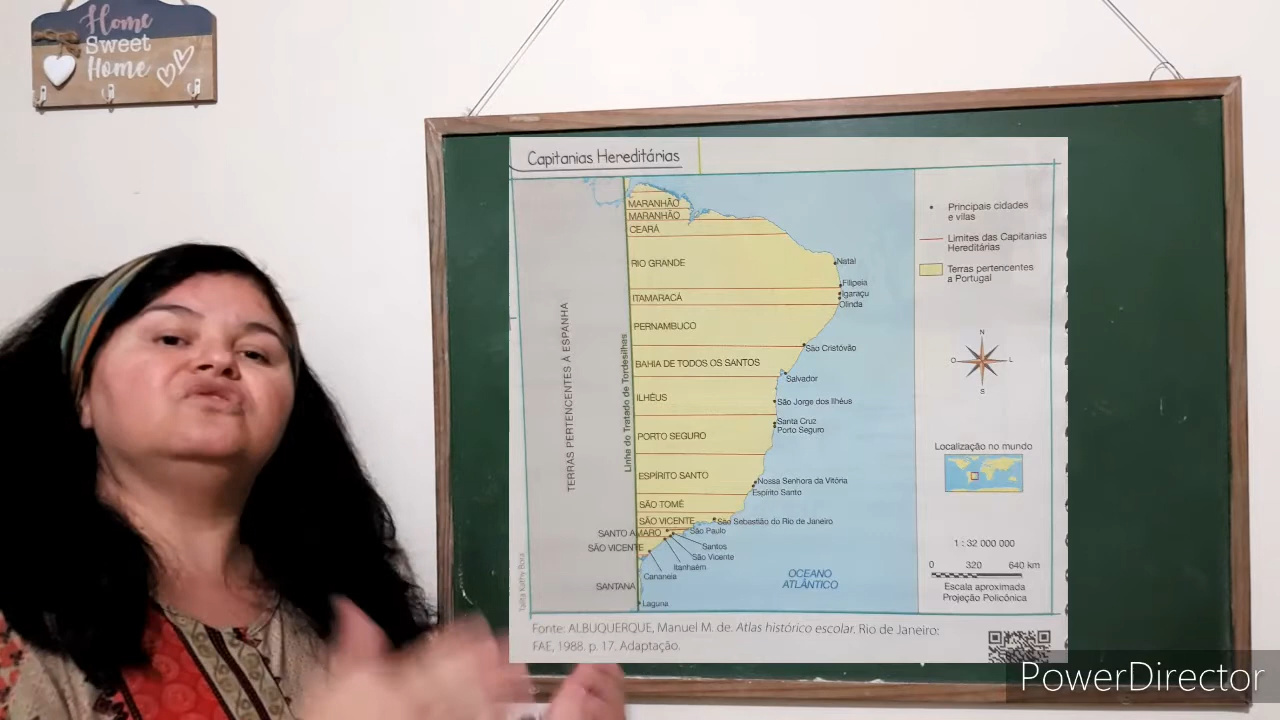 Home
Sweet
Home
Capitanias Hereditárias
MARANHÃO
MARANHÃO
CEARÁ
RIO GRANDE
ITAMARACÁ
PERNAMBUCO
BAHIA DE TODOS OS SANTOS
ILHÉUS
PORTO SEGURO
ESPÍRITO SANTO
SÃO TOMÉ
SÃO VICENTE
SANTO AMARO
SÃO VICENTE
SANTANA
TERRAS PERTENCENTES À ESPANHA
Linha do Tratado de Tordesilhas
Natal
Filipeia
Igaraçu
Olinda
São Cristóvão
Salvador
São Jorge dos Ilhéus
Santa Cruz
Porto Seguro
Nossa Senhora da Vitória
Espírito Santo
São Sebastião do Rio de Janeiro
São Paulo
Santos
São Vicente
Itanhaém
Cananeia
Laguna
OCEANO
ATLÂNTICO
Principais cidades
e vilas
Limites das Capitanias
Hereditárias
Terras pertencentes
a Portugal
N
O
L
S
Localização no mundo
1 : 32 000 000
0 320 640 km
Escala aproximada
Projeção Policônica
Talita Kathy Bora
Fonte: ALBUQUERQUE, Manuel M. de. Atlas histórico escolar. Rio de Janeiro:
FAE, 1988. p. 17. Adaptação.
PowerDirector